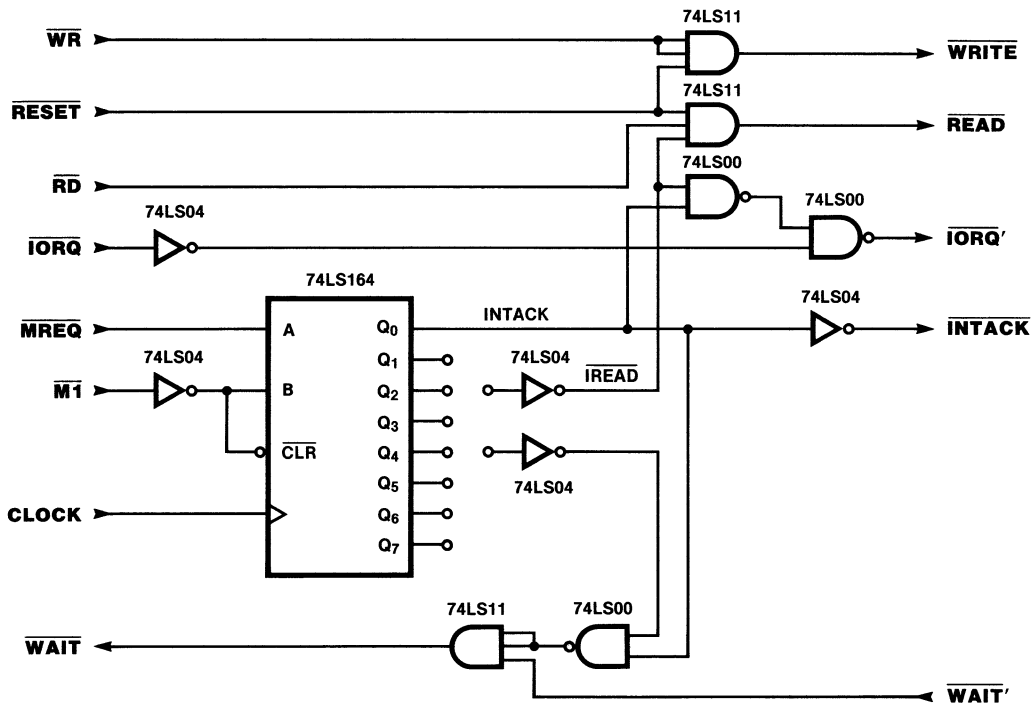 74LS11
WR
WRITE
74LS11
RESET
READ
74LS00
RD
74LS04
74LS00
IORQ
IORQ'
74LS164
74LS04
MREQ
A
Q0
INTACK
INTACK
74LS04
Q1
74LS04
M1
B
Q2
IREAD
Q3
CLR
Q4
74LS04
Q5
CLOCK
Q6
Q7
74LS11
74LS00
WAIT
WAIT'